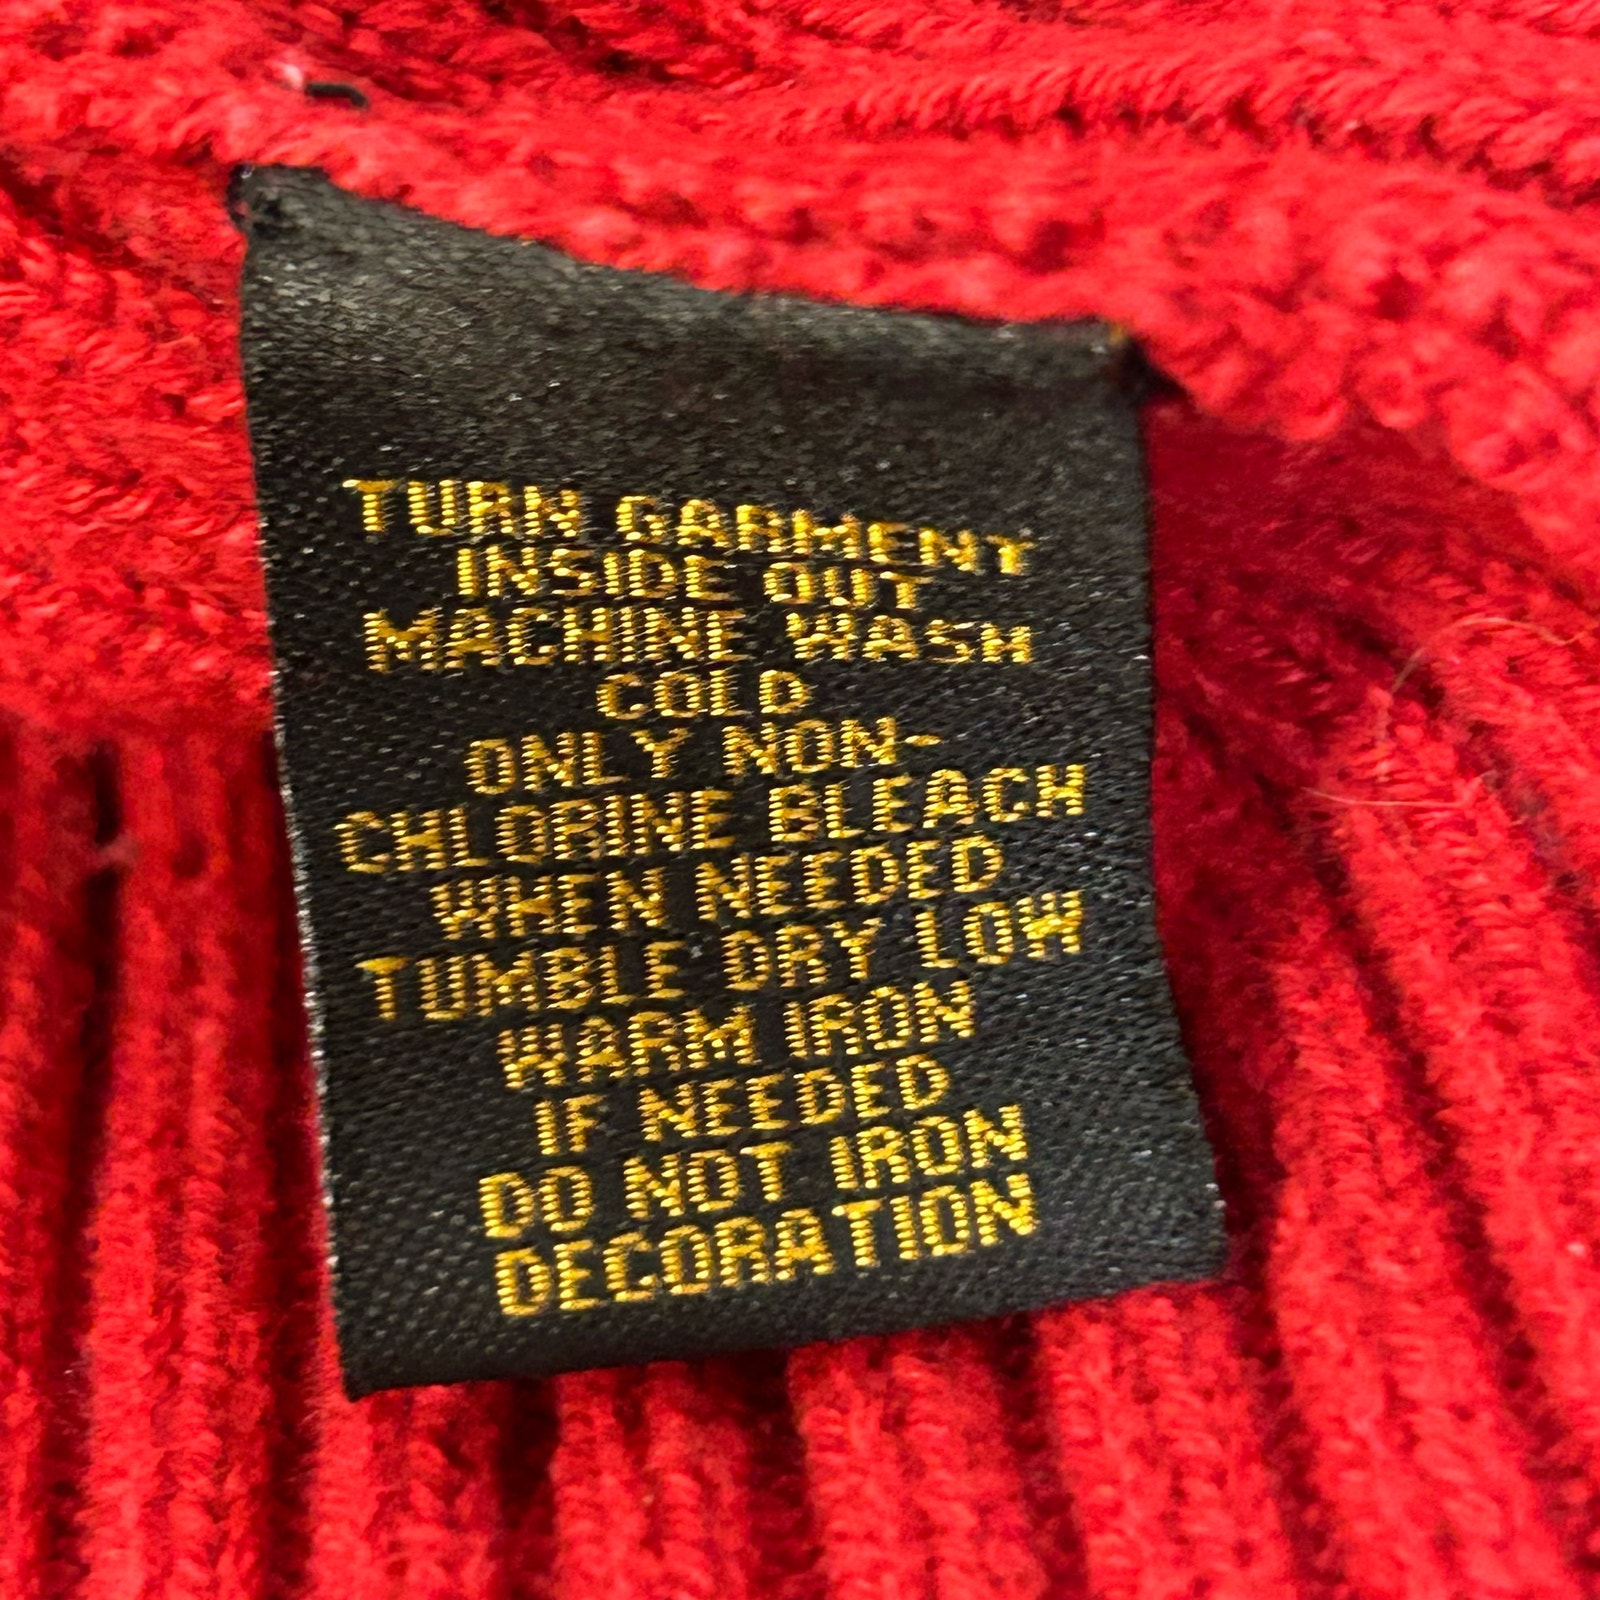 TURN GARMENT
INSIDE OUT
MACHINE WASH
COLD
ONLY NON-
CHLORINE BLEACH
WHEN NEEDED
TUMBLE DRY LOW
WARM IRON
IF NEEDED
DO NOT IRON
DECORATION